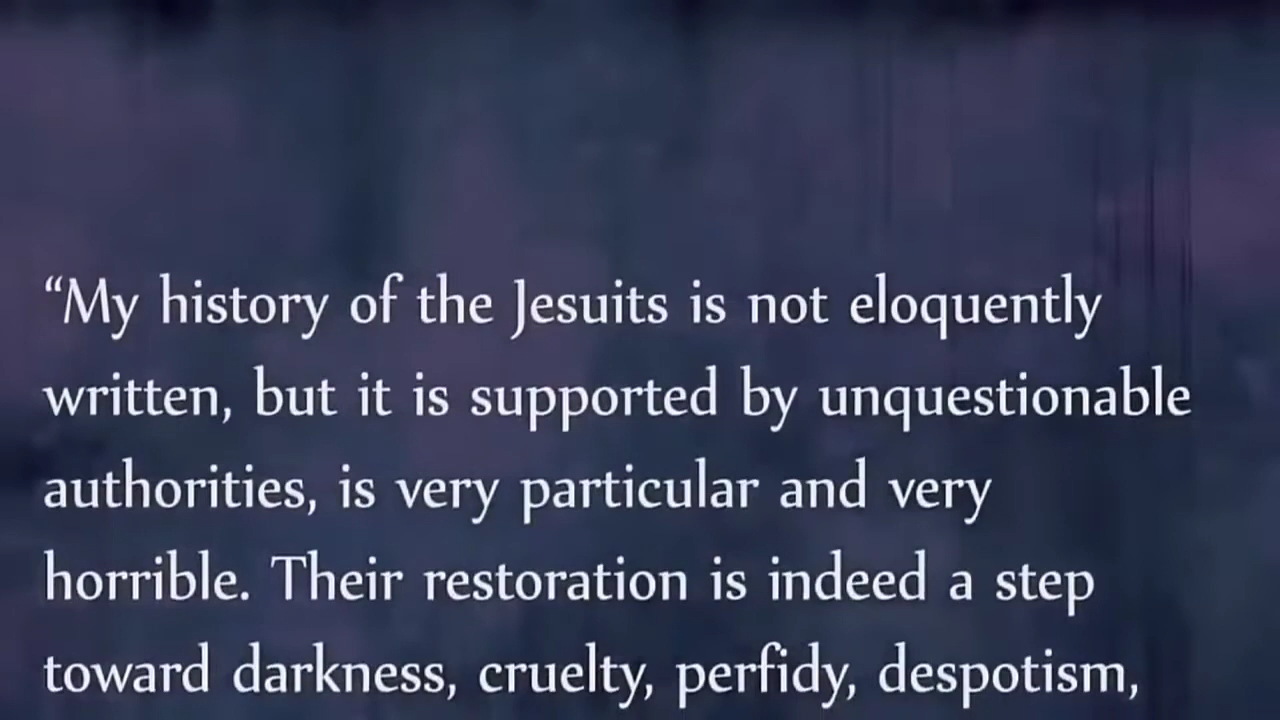 “My history of the Jesuits is not eloquently
written, but it is supported by unquestionable
authorities, is very particular and very
horrible. Their restoration is indeed a step
toward darkness, cruelty, perfidy, despotism,